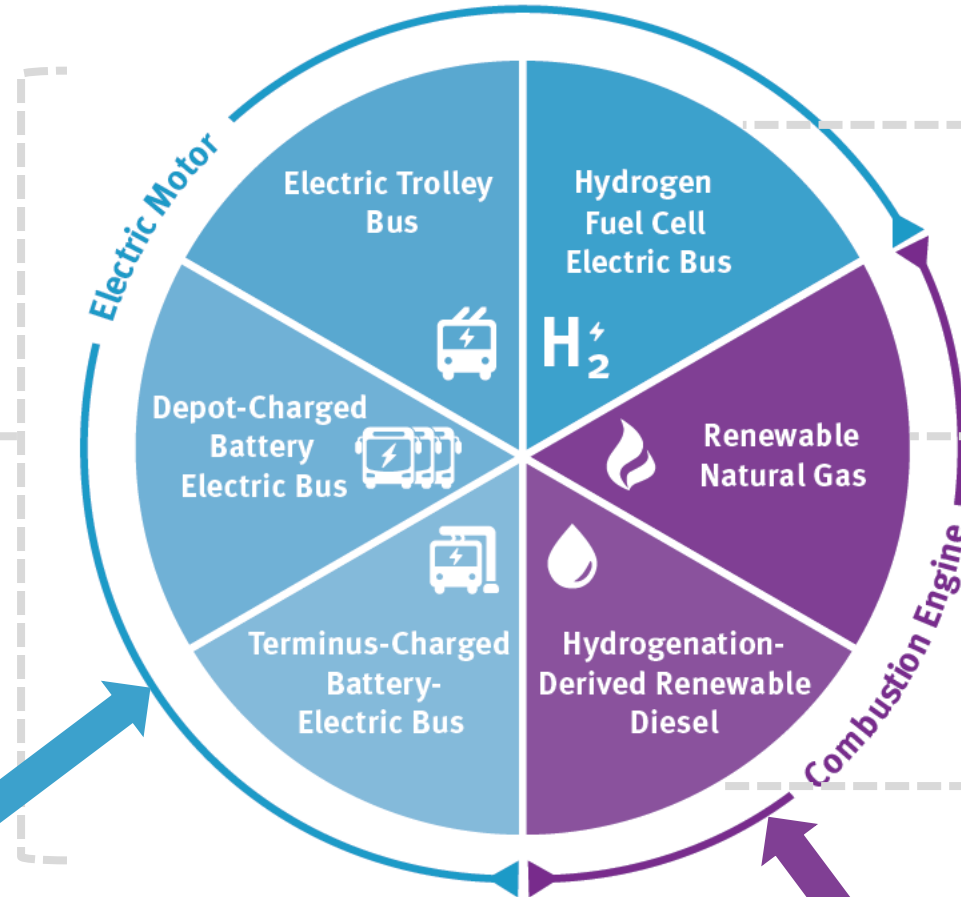 Electric Motor
Electric Trolley
Bus
Hydrogen
Fuel Cell
Electric Bus
H2
Depot-Charged
Battery
Electric Bus
Renewable
Natural Gas
Terminus-Charged
Battery-
Electric Bus
Hydrogenation-
Derived Renewable
Diesel
Combustion Engine